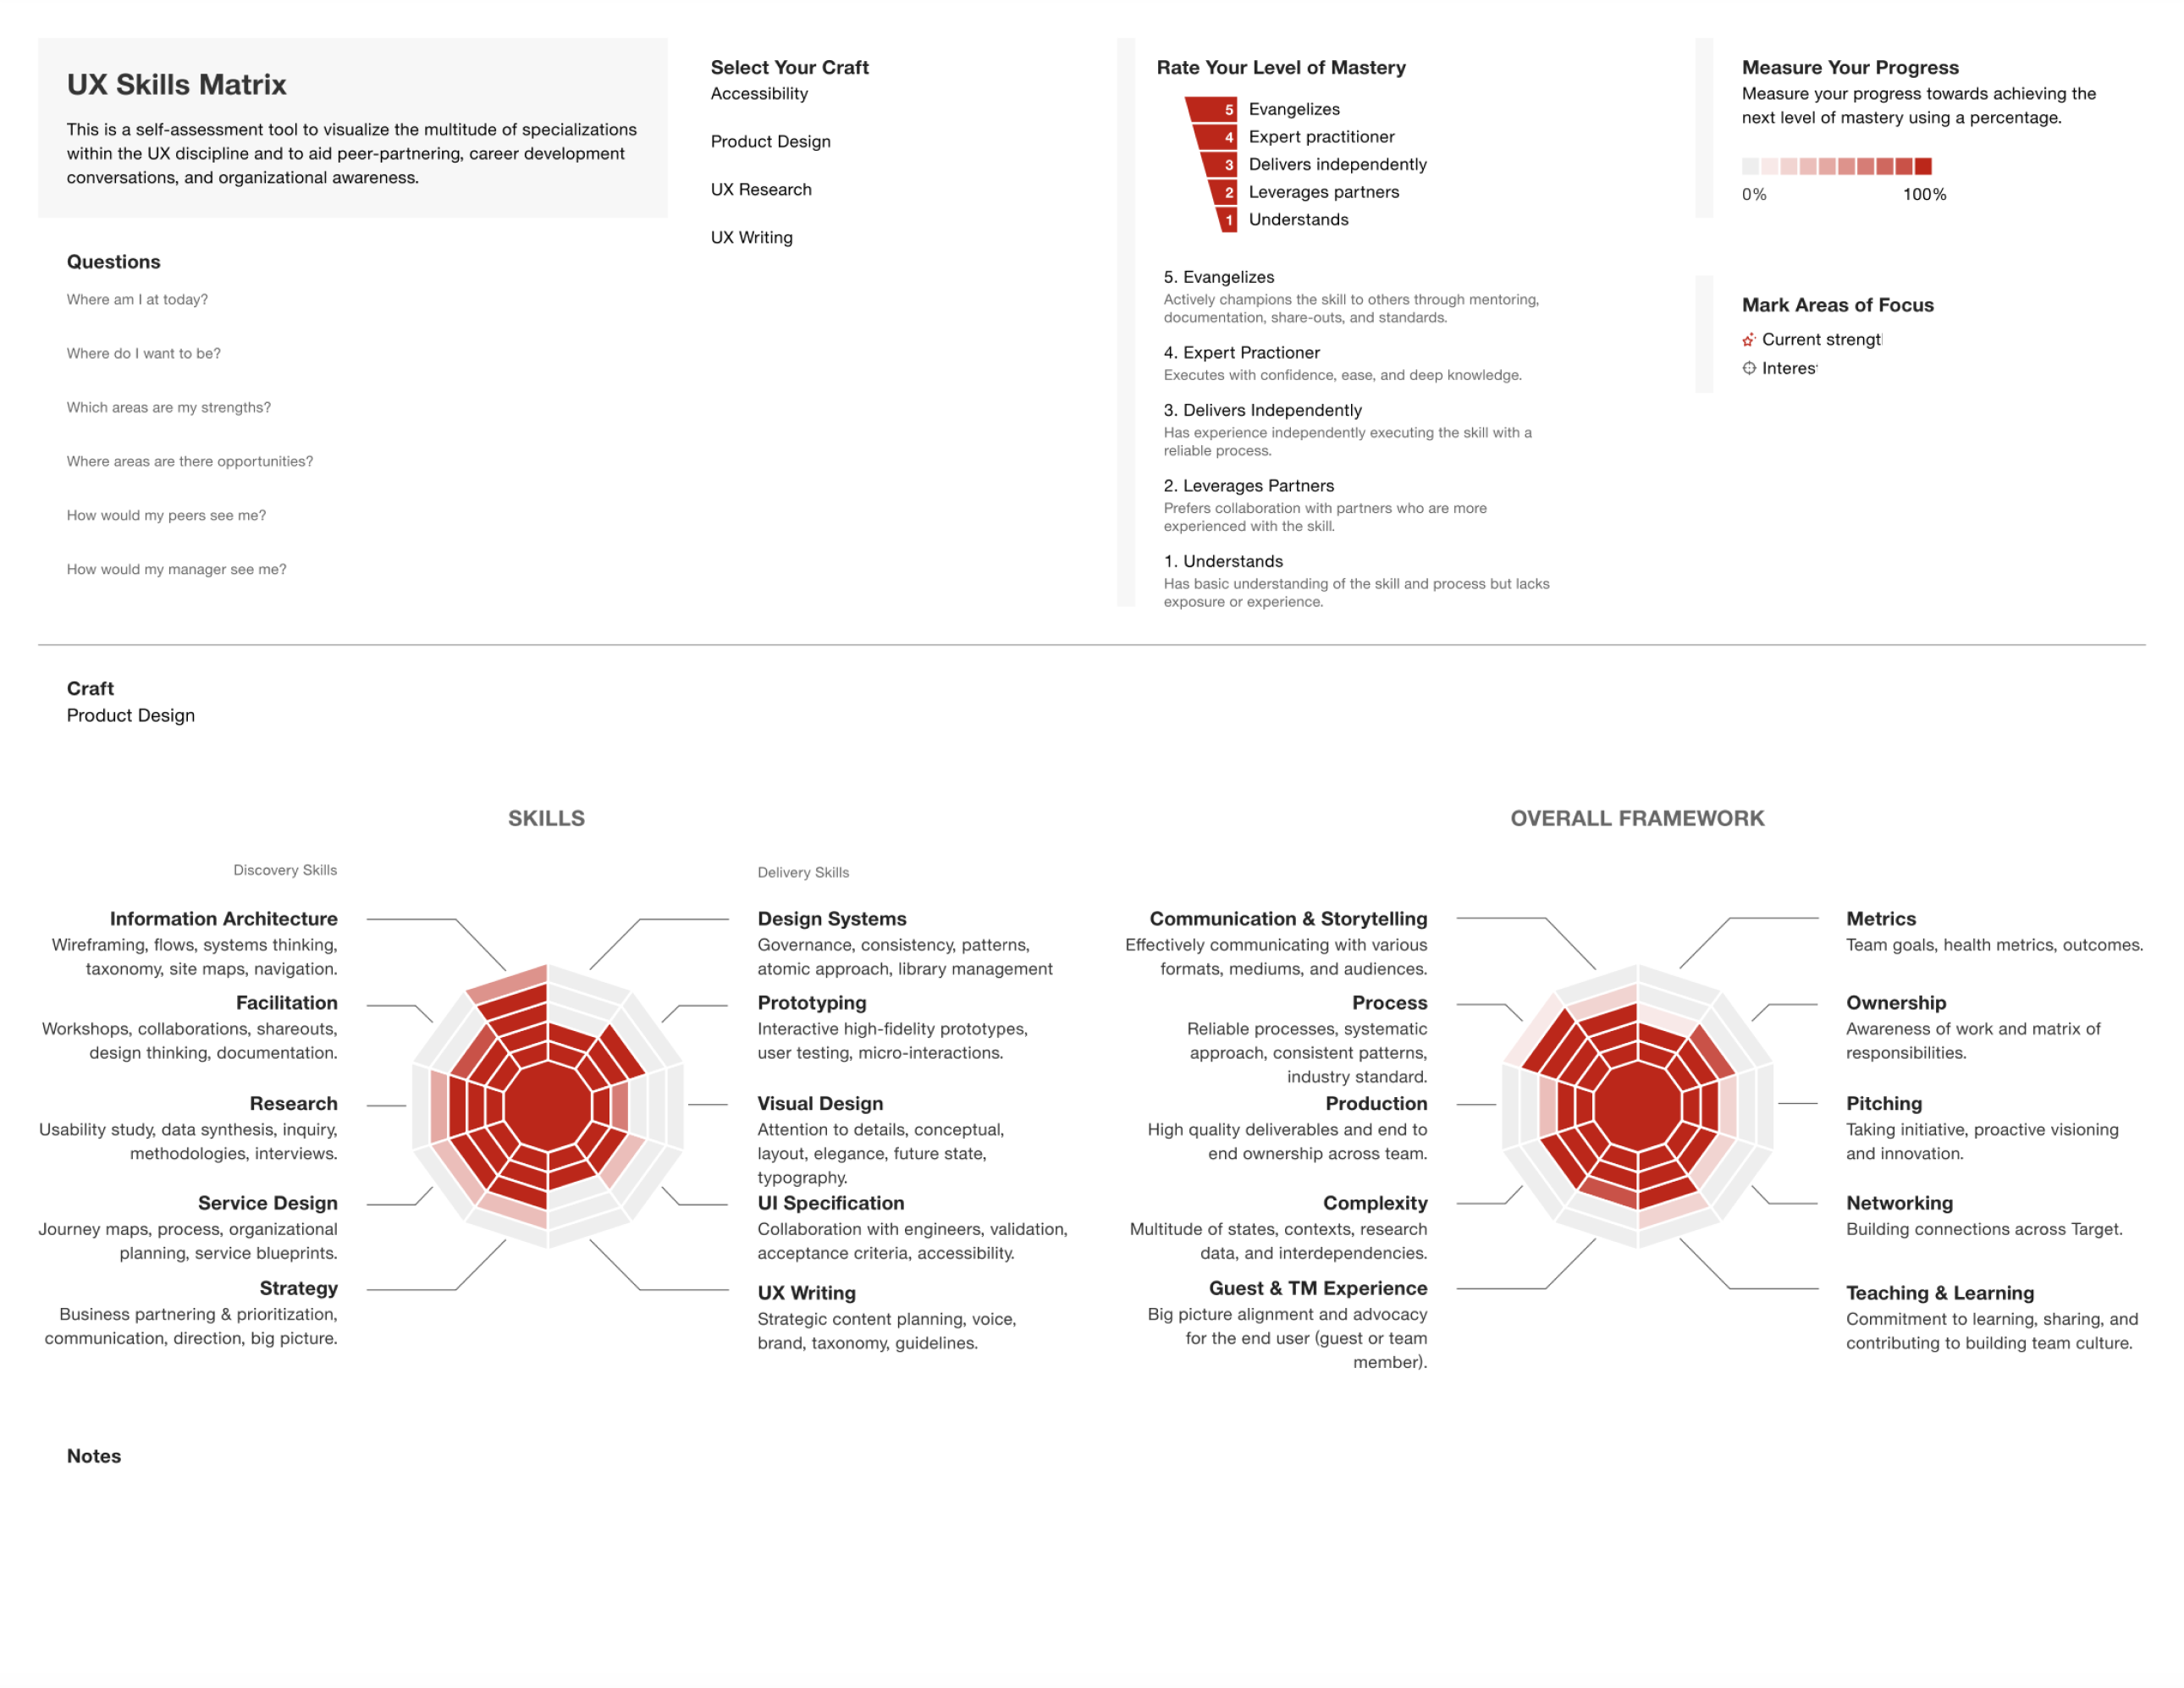 UX Skills Matrix
This is a self-assessment tool to visualize the multitude of specializations
within the UX discipline and to aid peer-partnering, career development
conversations, and organizational awareness.
Questions
Where am I at today?
Where do I want to be?
Which areas are my strengths?
Where areas are there opportunities?
How would my peers see me?
How would my manager see me?
Select Your Craft
Accessibility
Product Design
UX Research
UX Writing
Rate Your Level of Mastery
5 Evangelizes
4 Expert practitioner
3 Delivers independently
2 Leverages partners
1 Understands
5. Evangelizes
Actively champions the skill to others through mentoring,
documentation, share-outs, and standards.
4. Expert Practioner
Executes with confidence, ease, and deep knowledge.
3. Delivers Independently
Has experience independently executing the skill with a
reliable process.
2. Leverages Partners
Prefers collaboration with partners who are more
experienced with the skill.
1. Understands
Has basic understanding of the skill and process but lacks
exposure or experience.
Measure Your Progress
Measure your progress towards achieving the
next level of mastery using a percentage.
0% 100%
Mark Areas of Focus
Current strengt
Interes
Craft
Product Design
SKILLS
Discovery Skills
Information Architecture
Wireframing, flows, systems thinking,
taxonomy, site maps, navigation.
Facilitation
Workshops, collaborations, shareouts,
design thinking, documentation.
Research
Usability study, data synthesis, inquiry,
methodologies, interviews.
Service Design
Journey maps, process, organizational
planning, service blueprints.
Strategy
Business partnering & prioritization,
communication, direction, big picture.
Delivery Skills
Design Systems
Governance, consistency, patterns,
atomic approach, library management
Prototyping
Interactive high-fidelity prototypes,
user testing, micro-interactions.
Visual Design
Attention to details, conceptual,
layout, elegance, future state,
typography.
UI Specification
Collaboration with engineers, validation,
acceptance criteria, accessibility.
UX Writing
Strategic content planning, voice,
brand, taxonomy, guidelines.
OVERALL FRAMEWORK
Communication & Storytelling
Effectively communicating with various
formats, mediums, and audiences.
Process
Reliable processes, systematic
approach, consistent patterns,
industry standard.
Production
High quality deliverables and end to
end ownership across team.
Complexity
Multitude of states, contexts, research
data, and interdependencies.
Guest & TM Experience
Big picture alignment and advocacy
for the end user (guest or team
member).
Metrics
Team goals, health metrics, outcomes.
Ownership
Awareness of work and matrix of
responsibilities.
Pitching
Taking initiative, proactive visioning
and innovation.
Networking
Building connections across Target.
Teaching & Learning
Commitment to learning, sharing, and
contributing to building team culture.
Notes